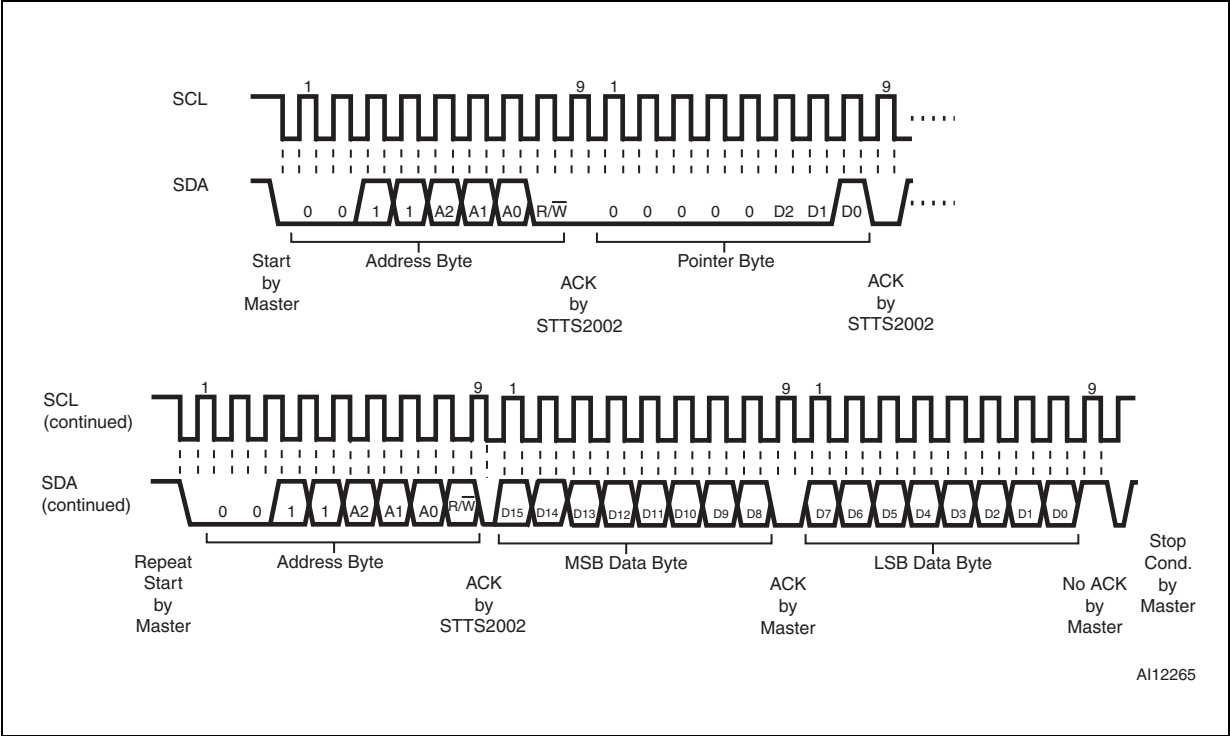 1 9 1 9
SCL
SDA
0 0 1 1 A2 A1 A0 R/W 0 0 0 0 0 D2 D1 D0
Start
by
Master
Address Byte
ACK
by
STTS2002
Pointer Byte
ACK
by
STTS2002
1 9 1 9 1 9
SCL
(continued)
SDA
(continued)
0 0 1 1 A2 A1 A0 R/W D15 D14 D13 D12 D11 D10 D9 D8 D7 D6 D5 D4 D3 D2 D1 D0
Repeat
Start
by
Master
Address Byte
ACK
by
STTS2002
MSB Data Byte
ACK
by
Master
LSB Data Byte
No ACK
by
Master
Stop
Cond.
by
Master
AI12265